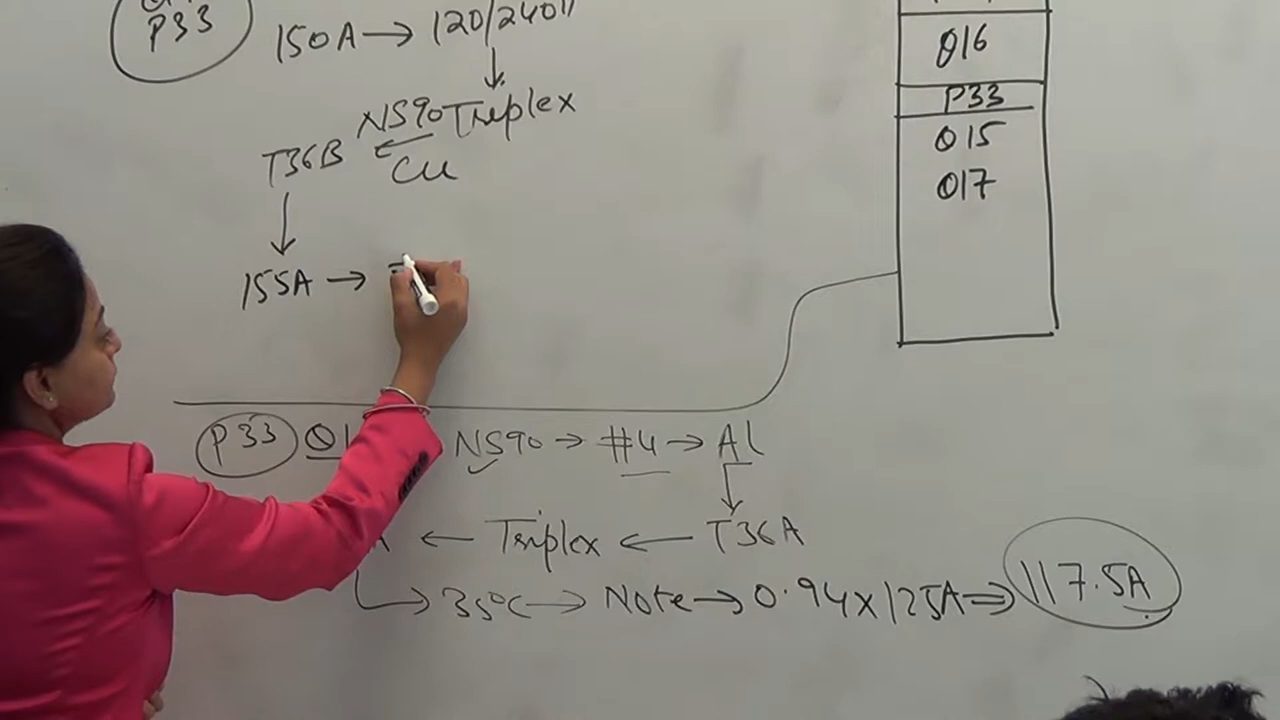 P33
150A → 120/240V
NS90 Triplex
T36B
Cu
155A →
016
P33
015
017
P33
NS90 → #4 → Al
Triplex ← T36A
35°C → Note → 0.94 x 125A ⇒ 117.5A